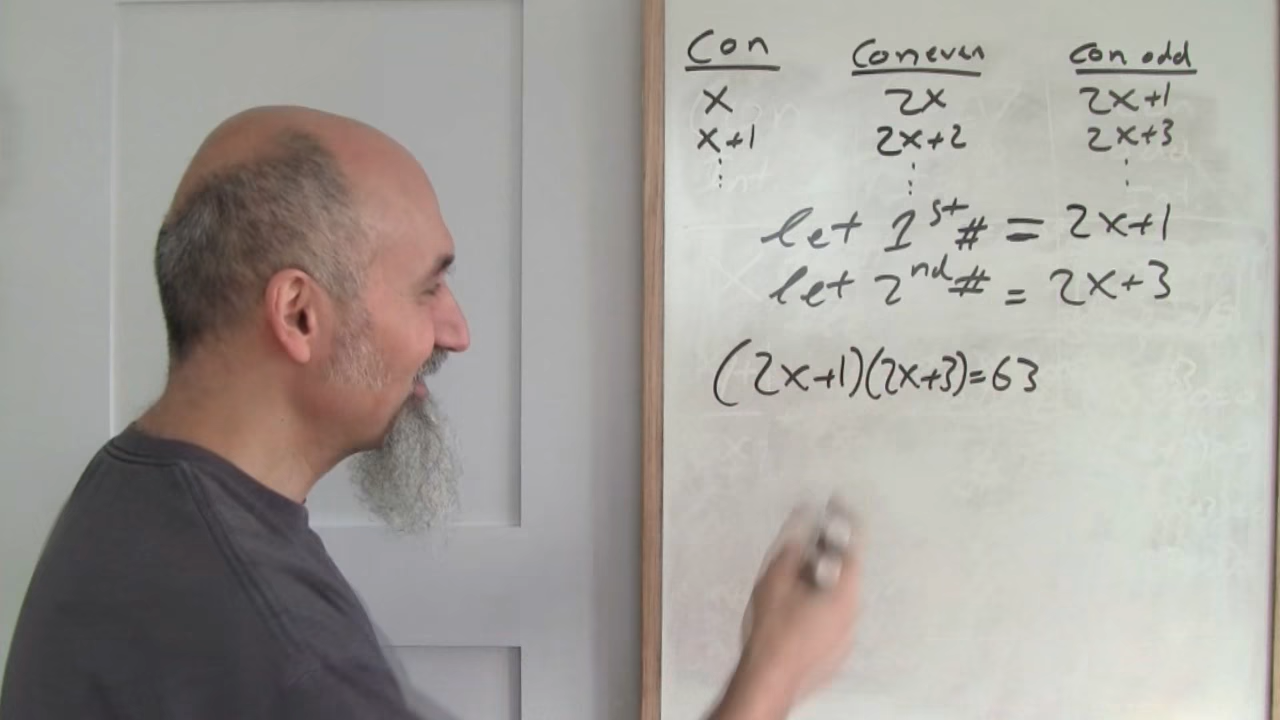 Con Con even Con odd
x 2x 2x+1
x+1 2x+2 2x+3
⋮ ⋮ ⋮
let 1st # = 2x+1
let 2nd # = 2x+3
(2x+1)(2x+3)=63